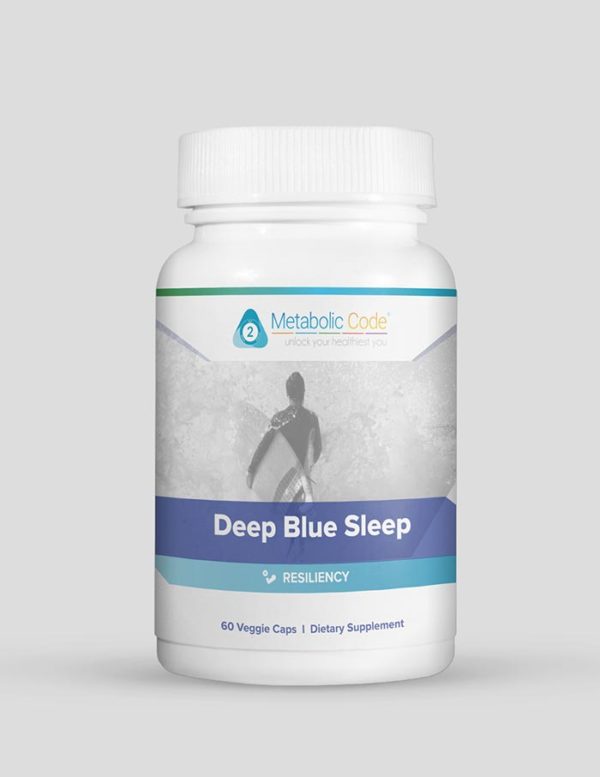 2
Metabolic Code®
unlock your healthiest you
Deep Blue Sleep
RESILIENCY
60 Veggie Caps | Dietary Supplement